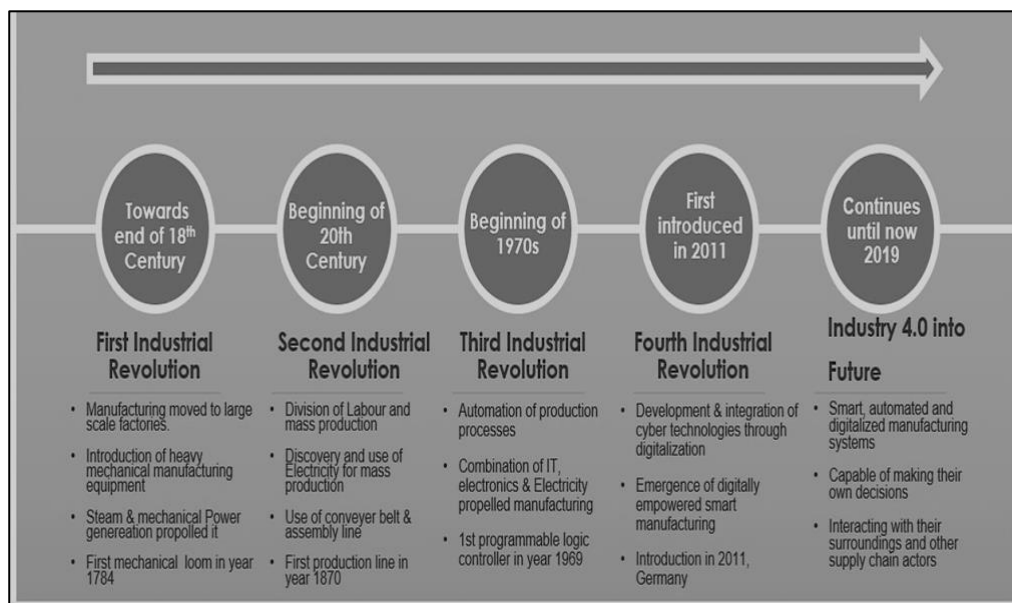 Towards
end of 18th
Century
Beginning of
20th
Century
Beginning of
1970s
First
introduced
in 2011
Continues
until now
2019
First Industrial
Revolution
• Manufacturing moved to large
scale factories.
• Introduction of heavy
mechanical manufacturing
equipment
• Steam & mechanical Power
genereation propolled it
• First mechanical loom in year
1784
Second Industrial
Revolution
• Division of Labour and
mass production
• Discovery and use of
Electricity for mass
production
• Use of conveyer belt &
assembly line
• First production line in
year 1870
Third Industrial
Revolution
• Automation of production
processes
• Combination of IT,
electronics & Electricity
propelled manufacturing
• 1st programmable logic
controller in year 1969
Fourth Industrial
Revolution
• Development & integration of
cyber technologies through
digitalization
• Emergence of digitally
empowered smart
manufacturing
• Introduction in 2011,
Germany
Industry 4.0 into
Future
• Smart, automated and
digitalized manufacturing
systems
• Capable of making their
own decisions
• Interacting with their
surroundings and other
supply chain actors